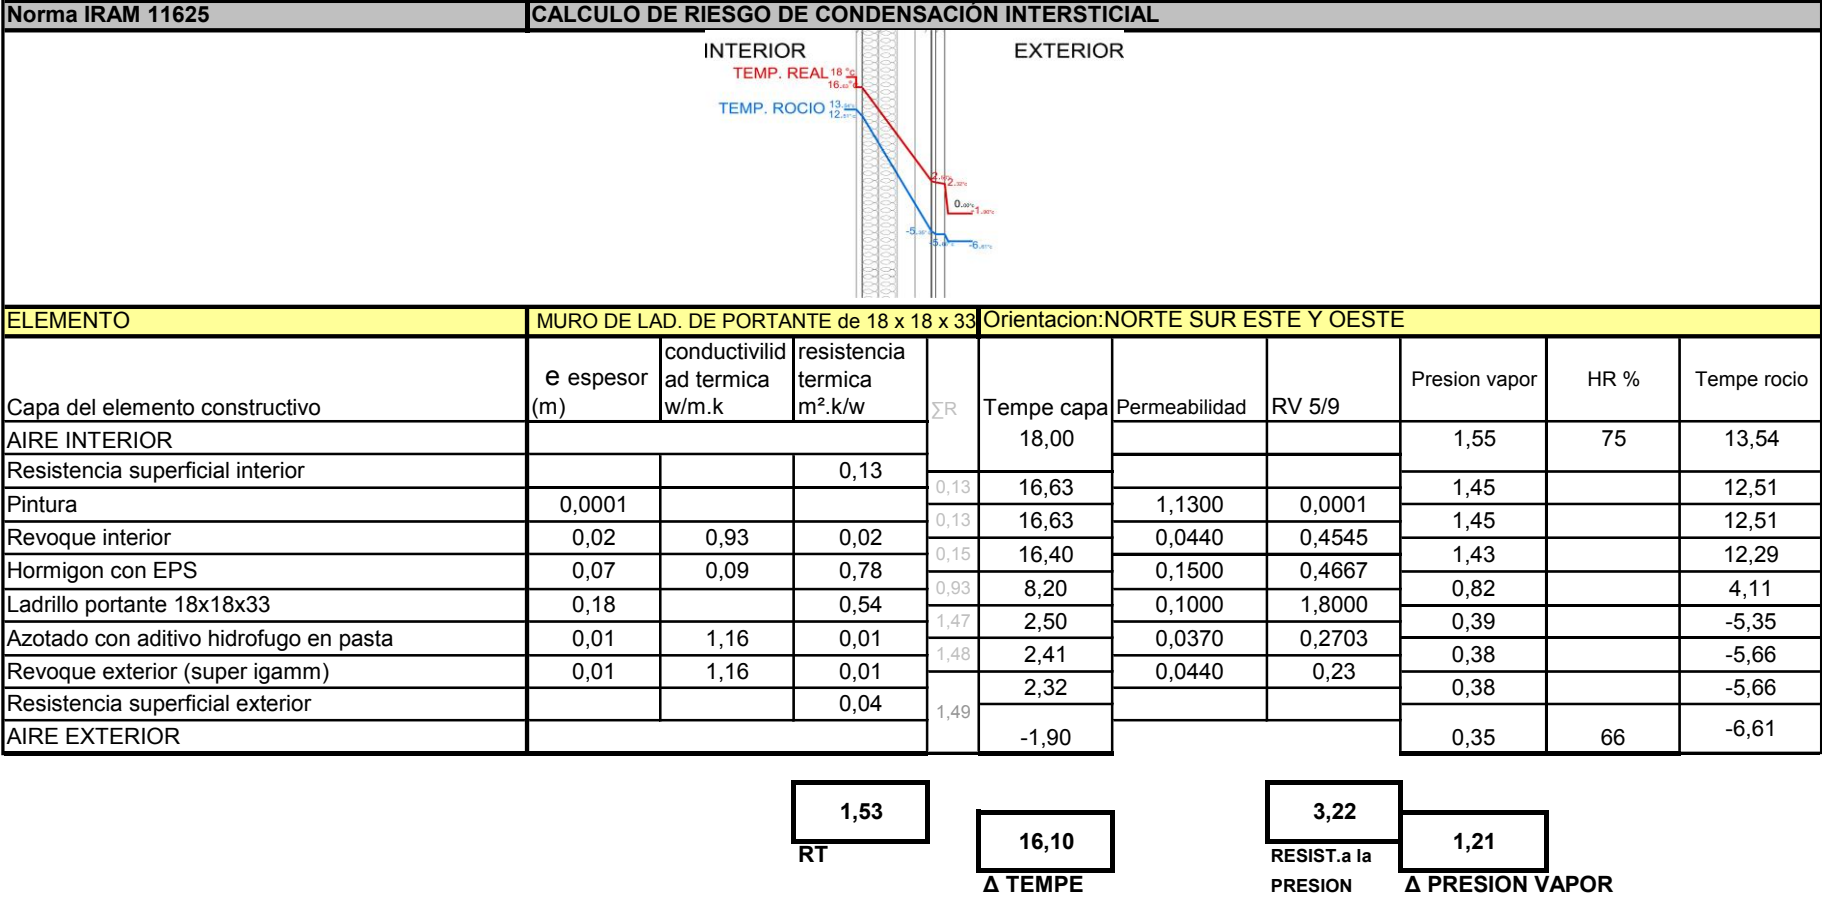 Norma IRAM 11625 CALCULO DE RIESGO DE CONDENSACIÓN INTERSTICIAL
INTERIOR EXTERIOR
TEMP. REAL 18 °c
TEMP. ROCIO
ELEMENTO MURO DE LAD. DE PORTANTE de 18 x 18 x 33 Orientacion:NORTE SUR ESTE Y OESTE
Capa del elemento constructivo
e espesor (m)
conductivilid
ad termica
w/m.k
resistencia
termica
m².k/w
∑R
Tempe capa
Permeabilidad
RV 5/9
Presion vapor
HR %
Tempe rocio
AIRE INTERIOR 18,00 1,55 75 13,54
Resistencia superficial interior 0,13
0,13 16,63 1,45 12,51
Pintura 0,0001 1,1300 0,0001
0,13 16,63 1,45 12,51
Revoque interior 0,02 0,93 0,02 0,0440 0,4545
0,15 16,40 1,43 12,29
Hormigon con EPS 0,07 0,09 0,78 0,1500 0,4667
0,93 8,20 0,82 4,11
Ladrillo portante 18x18x33 0,18 0,54 0,1000 1,8000
1,47 2,50 0,39 -5,35
Azotado con aditivo hidrofugo en pasta 0,01 1,16 0,01 0,0370 0,2703
1,48 2,41 0,38 -5,66
Revoque exterior (super igamm) 0,01 1,16 0,01 0,0440 0,23
2,32 0,38 -5,66
Resistencia superficial exterior 0,04
1,49
AIRE EXTERIOR -1,90 0,35 66 -6,61
1,53
RT
16,10
Δ TEMPE
3,22
RESIST.a la
PRESION
1,21
Δ PRESION VAPOR